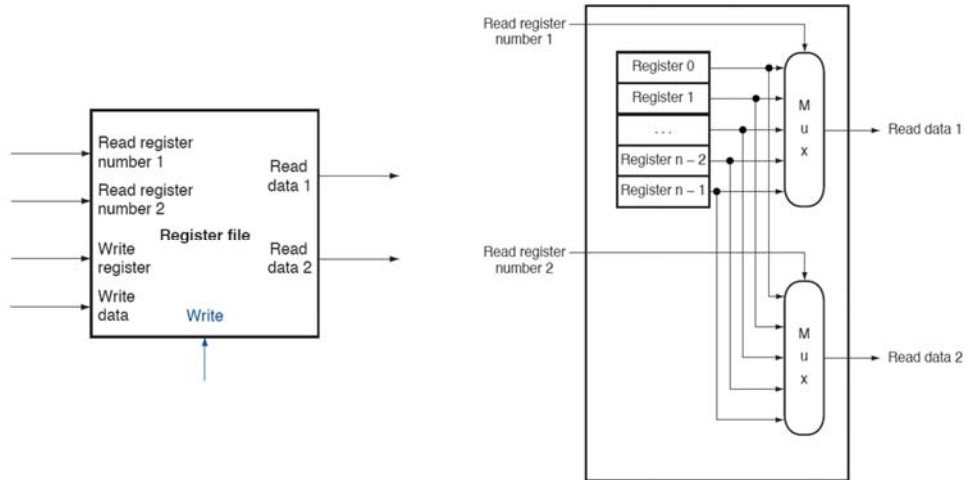 Read register
number 1
Read register
number 2
Register file
Write
register
Write
data
Write
Read
data 1
Read
data 2
Read register
number 1
Register 0
Register 1
...
Register n – 2
Register n – 1
M
u
x
Read data 1
Read register
number 2
M
u
x
Read data 2